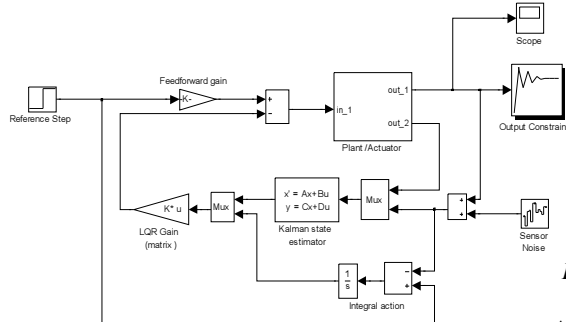 Scope
Feedforward gain
-K-
Reference Step
+
−
in_1
out_1
out_2
Plant /Actuator
Output Constrain
K* u
LQR Gain
(matrix )
Mux
x' = Ax+Bu
y = Cx+Du
Kalman state
estimator
Mux
+
+
Sensor
Noise
1
s
−
+
Integral action